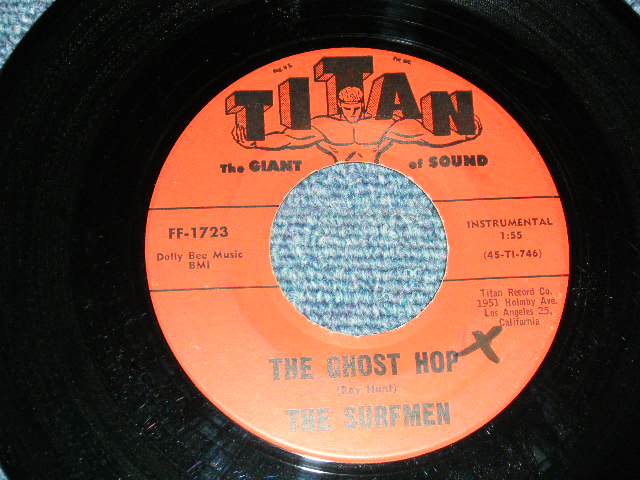 TITAN
The GIANT of SOUND
FF-1723
Dolly Bee Music
BMI
INSTRUMENTAL
1:55
(45-TI-746)
Titan Record Co.
1951 Holmby Ave.
Los Angeles 25,
California
THE GHOST HOP
(Ray Hunt)
THE SURFMEN